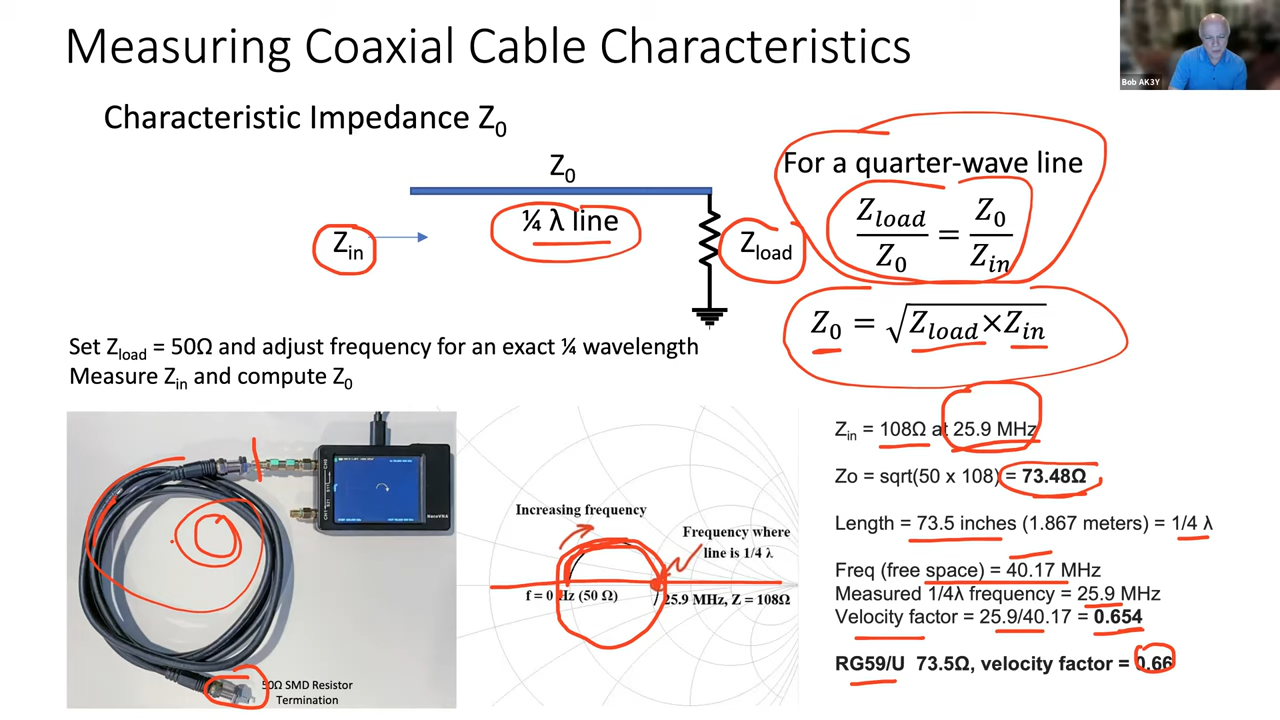 Measuring Coaxial Cable Characteristics
Bob AK3Y
Characteristic Impedance Z0
Z0
¼ λ line
Zin
Zload
For a quarter-wave line
Zload / Z0 = Z0 / Zin
Z0 = √Zload×Zin
Set Zload = 50Ω and adjust frequency for an exact ¼ wavelength
Measure Zin and compute Z0
NanoVNA
50Ω SMD Resistor
Termination
Increasing frequency
Frequency where
line is 1/4 λ
f = 0 Hz (50 Ω)
25.9 MHz, Z = 108Ω
Zin = 108Ω at 25.9 MHz
Zo = sqrt(50 x 108) = 73.48Ω
Length = 73.5 inches (1.867 meters) = 1/4 λ
Freq (free space) = 40.17 MHz
Measured 1/4λ frequency = 25.9 MHz
Velocity factor = 25.9/40.17 = 0.654
RG59/U 73.5Ω, velocity factor = 0.66